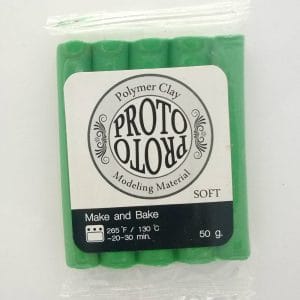 Polymer Clay
PROTO
PROTO
Modeling Material
SOFT
Make and Bake
265 °F / 130 °C
-20-30 min.
50 g.